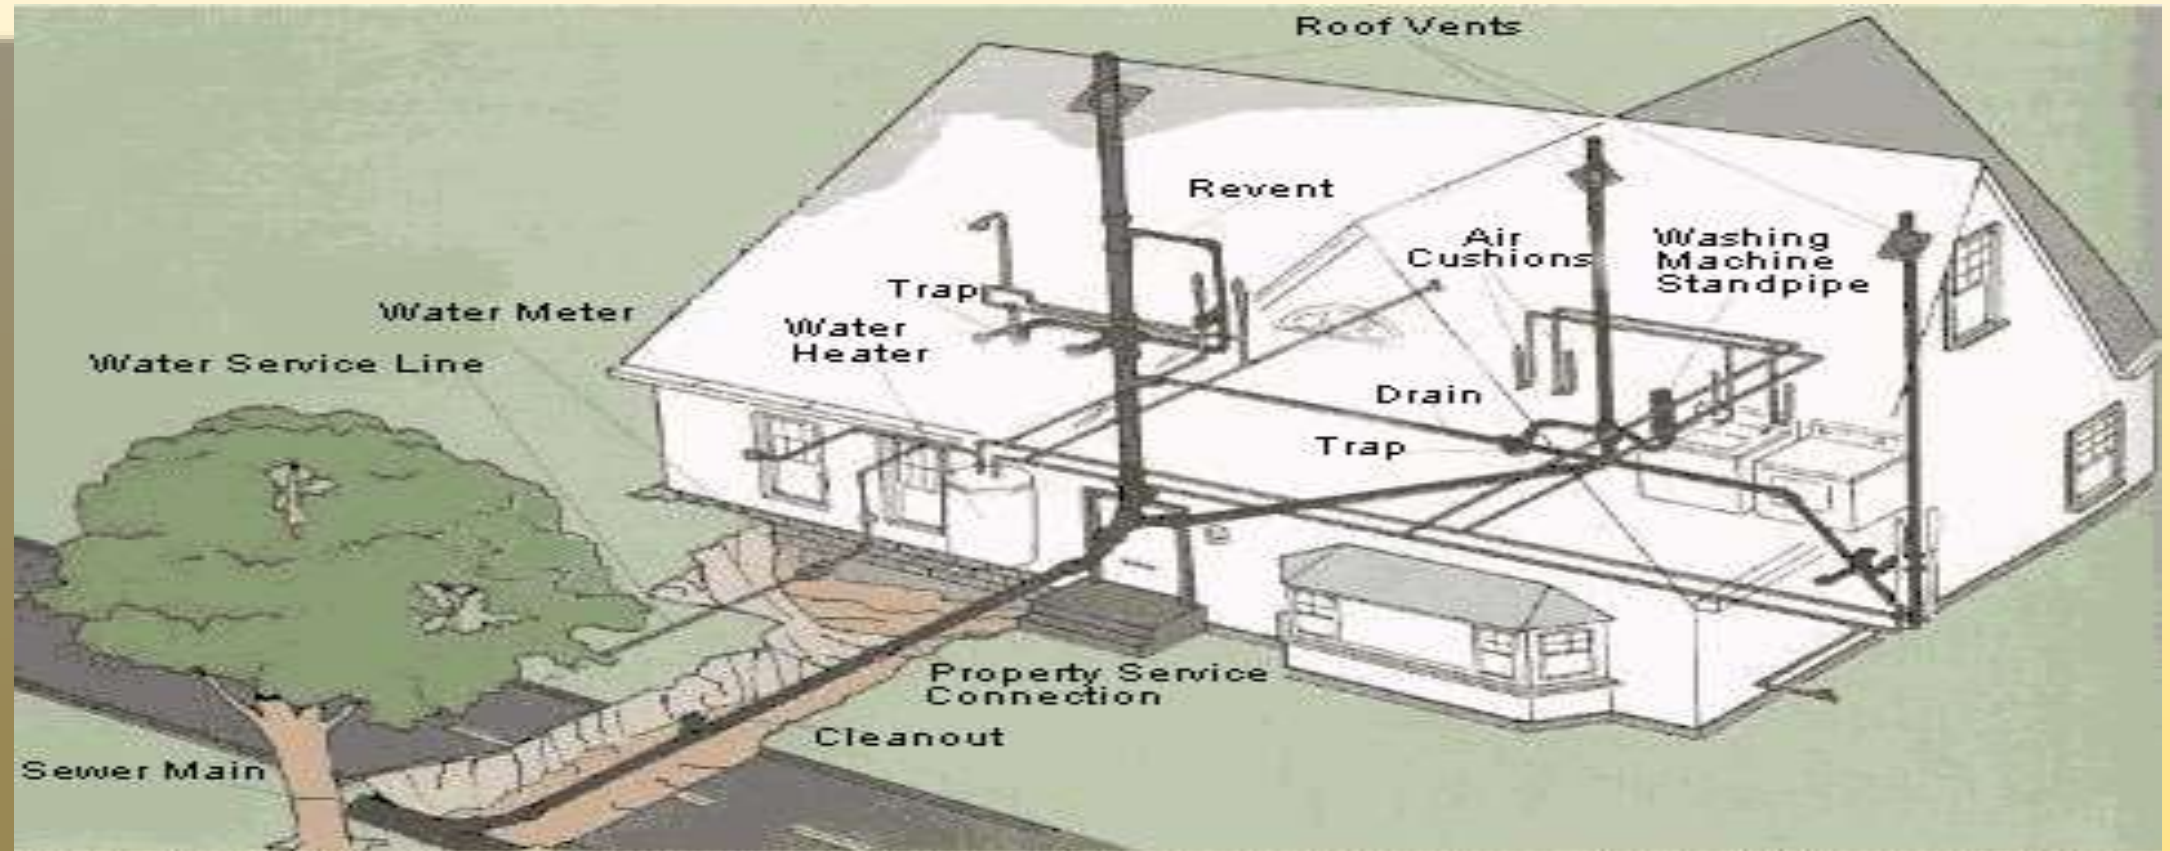 Roof Vents
Revent
Air
Cushions
Washing
Machine
Standpipe
Trap
Water Meter
Water
Heater
Water Service Line
Drain
Trap
Property Service
Connection
Cleanout
Sewer Main